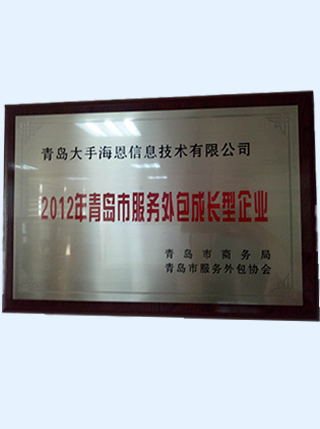 青岛大手海恩信息技术有限公司
2012年青岛市服务外包成长型企业
青岛市商务局
青岛市服务外包协会